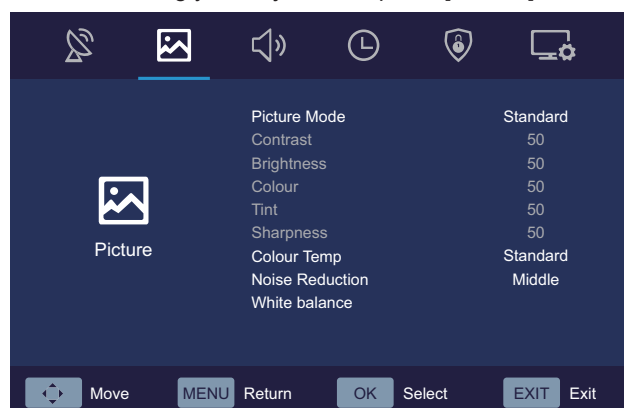 Picture Mode Standard
Contrast 50
Brightness 50
Colour 50
Tint 50
Sharpness 50
Picture
Colour Temp Standard
Noise Reduction Middle
White balance
Move MENU Return OK Select EXIT Exit